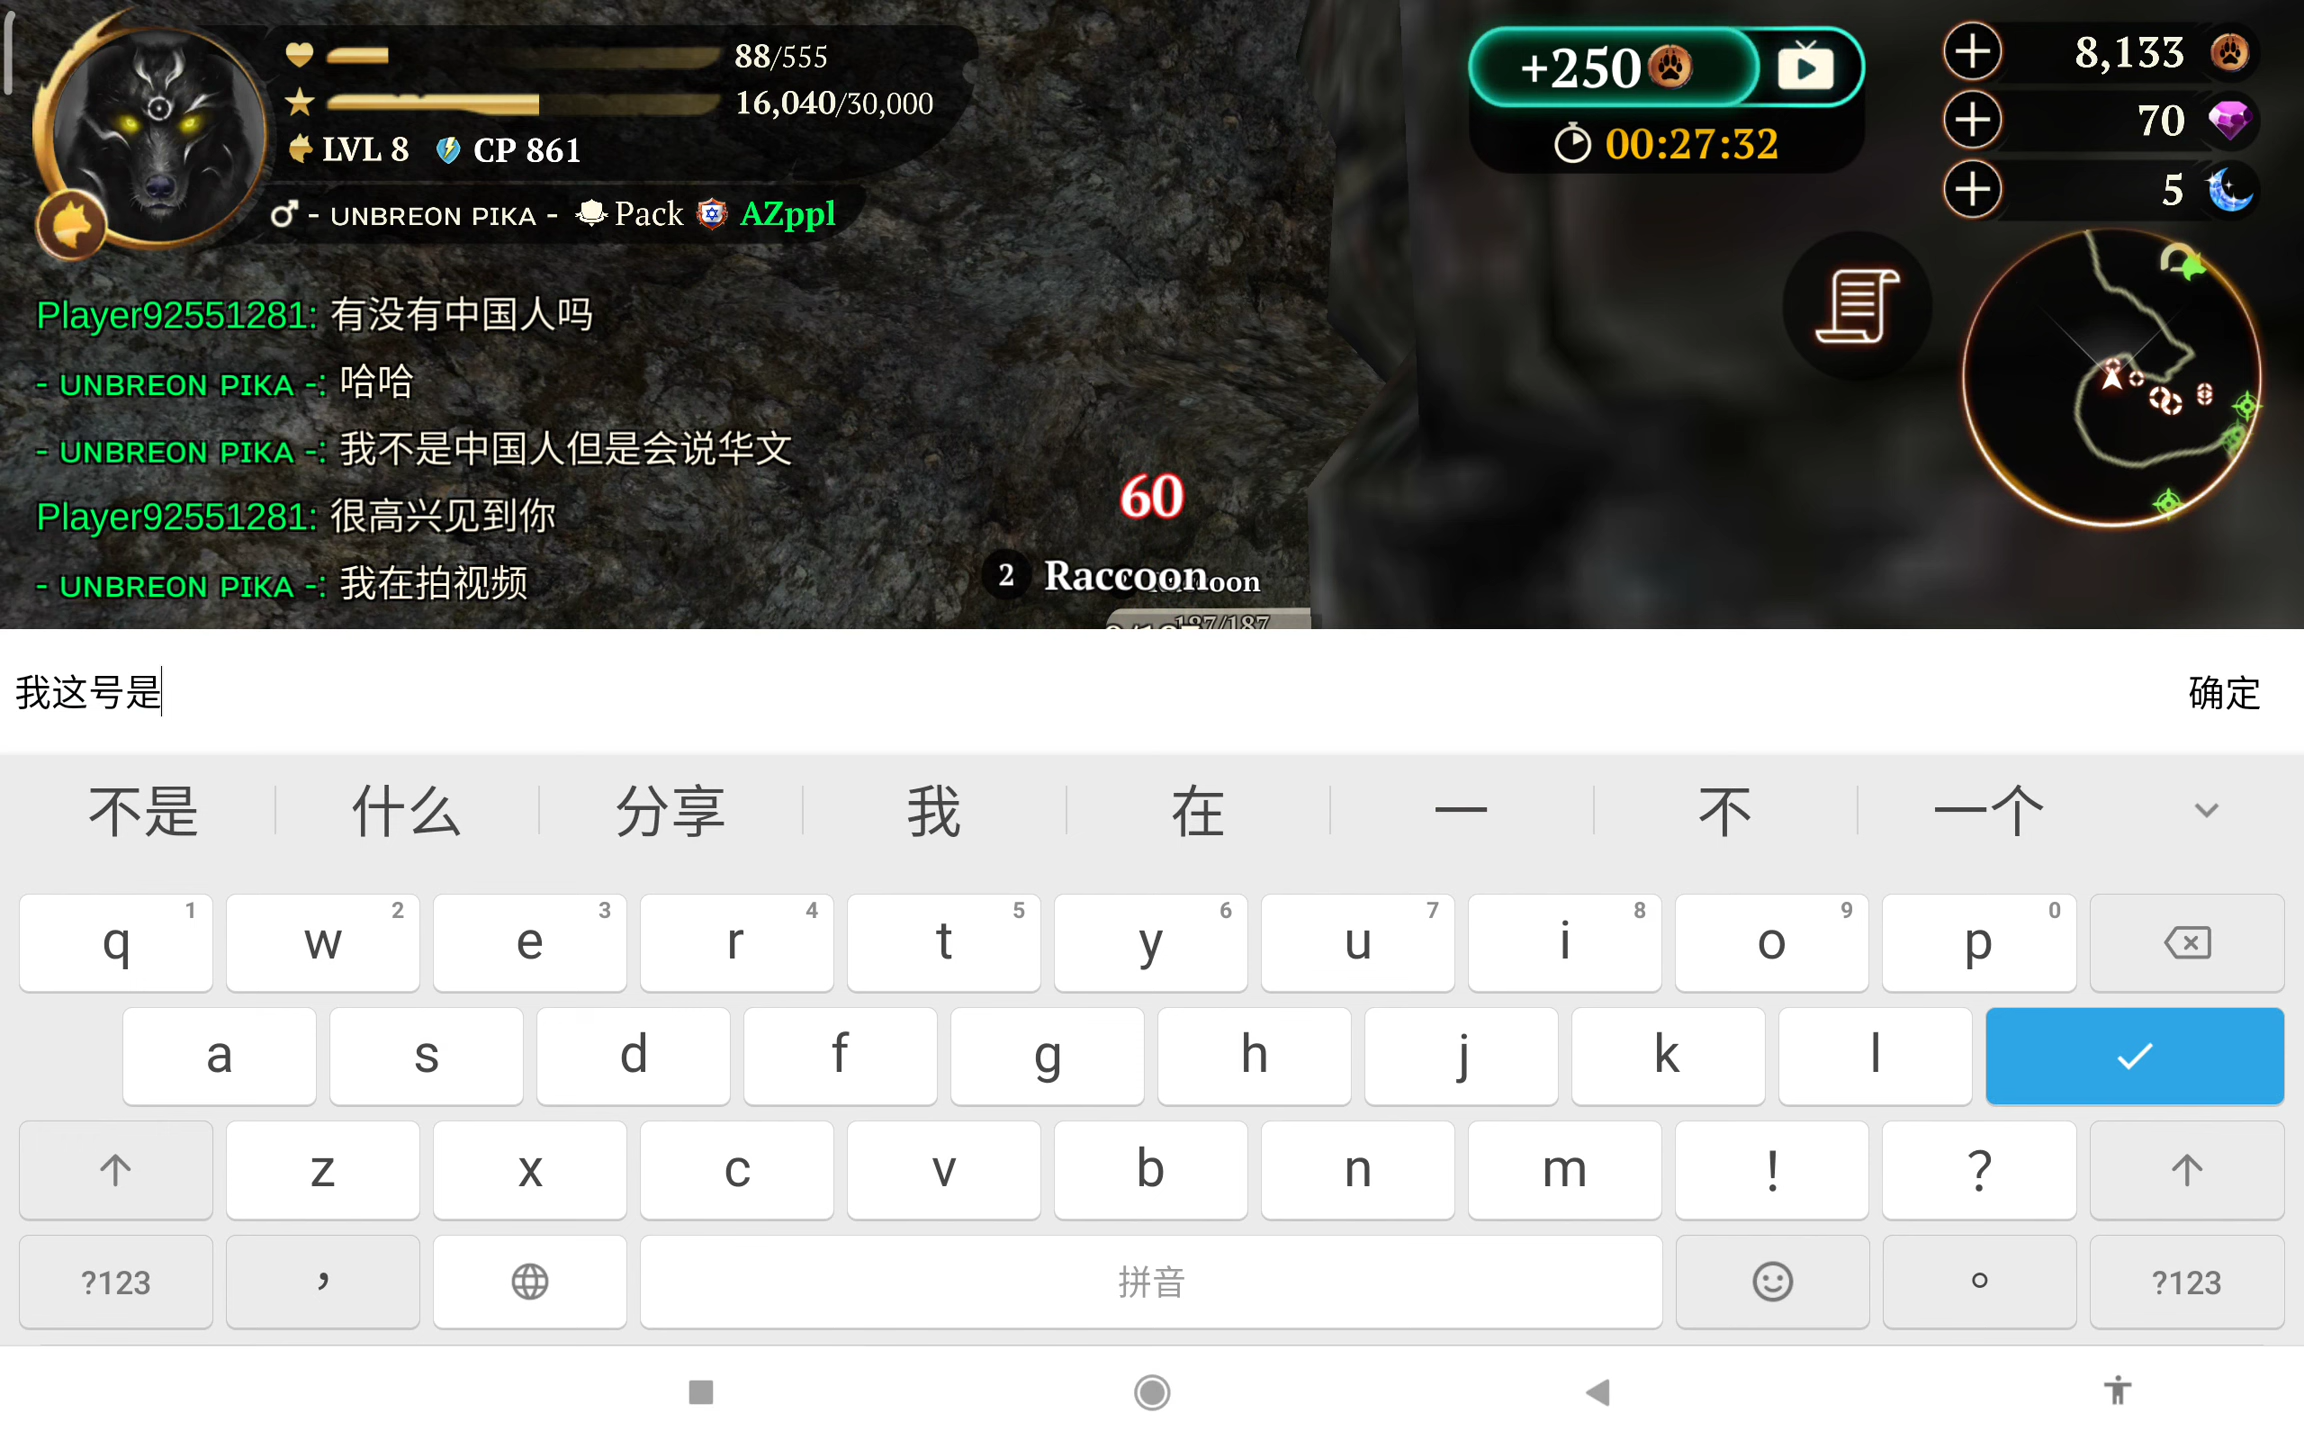 88/555
16,040/30,000
LVL 8 CP 861
- UNBREON PIKA - Pack AZppl
+250
00:27:32
8,133
70
5
Player92551281: 有没有中国人吗
- UNBREON PIKA -: 哈哈
- UNBREON PIKA -: 我不是中国人但是会说华文
Player92551281: 很高兴见到你
- UNBREON PIKA -: 我在拍视频
60
2 Raccoon
187/187
我这号是 确定
不是 什么 分享 我 在 一 不 一个
q 1 w 2 e 3 r 4 t 5 y 6 u 7 i 8 o 9 p 0
a s d f g h j k l
z x c v b n m ! ?
?123 , 拼音 。 ?123